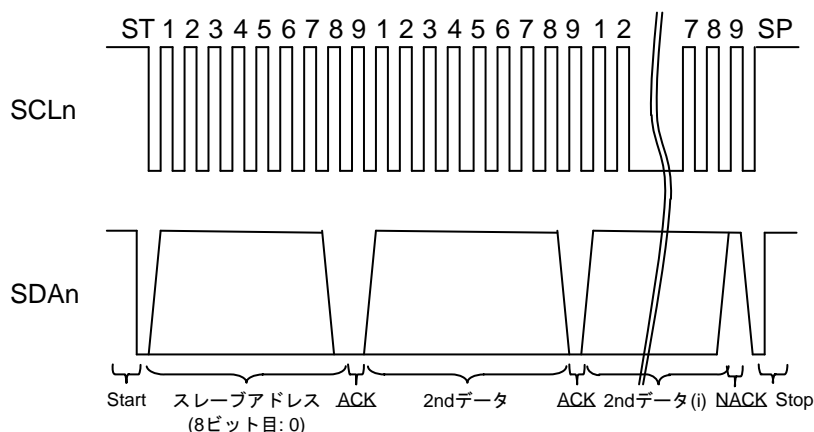 ST 1 2 3 4 5 6 7 8 9 1 2 3 4 5 6 7 8 9 1 2 7 8 9 SP
SCLn
SDAn
Start スレーブアドレス ACK 2ndデータ ACK 2ndデータ(i) NACK Stop
(8ビット目: 0)